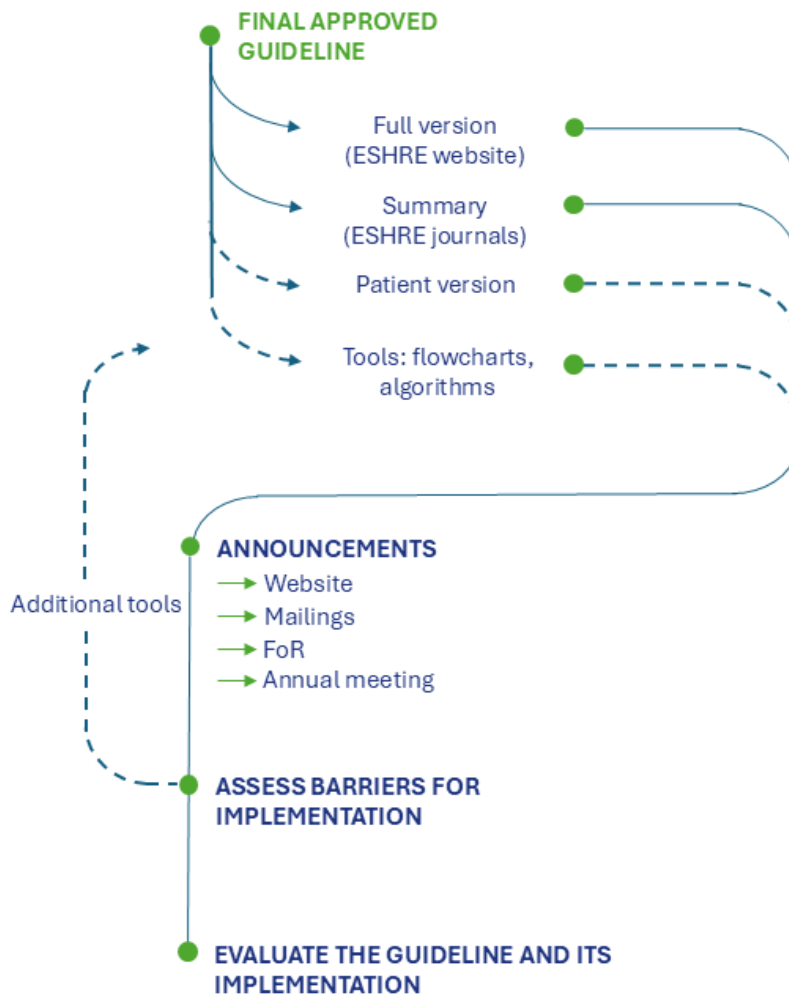 FINAL APPROVED
GUIDELINE
Full version
(ESHRE website)
Summary
(ESHRE journals)
Patient version
Tools: flowcharts,
algorithms
ANNOUNCEMENTS
Website
Additional tools
Mailings
FoR
Annual meeting
ASSESS BARRIERS FOR
IMPLEMENTATION
EVALUATE THE GUIDELINE AND ITS
IMPLEMENTATION